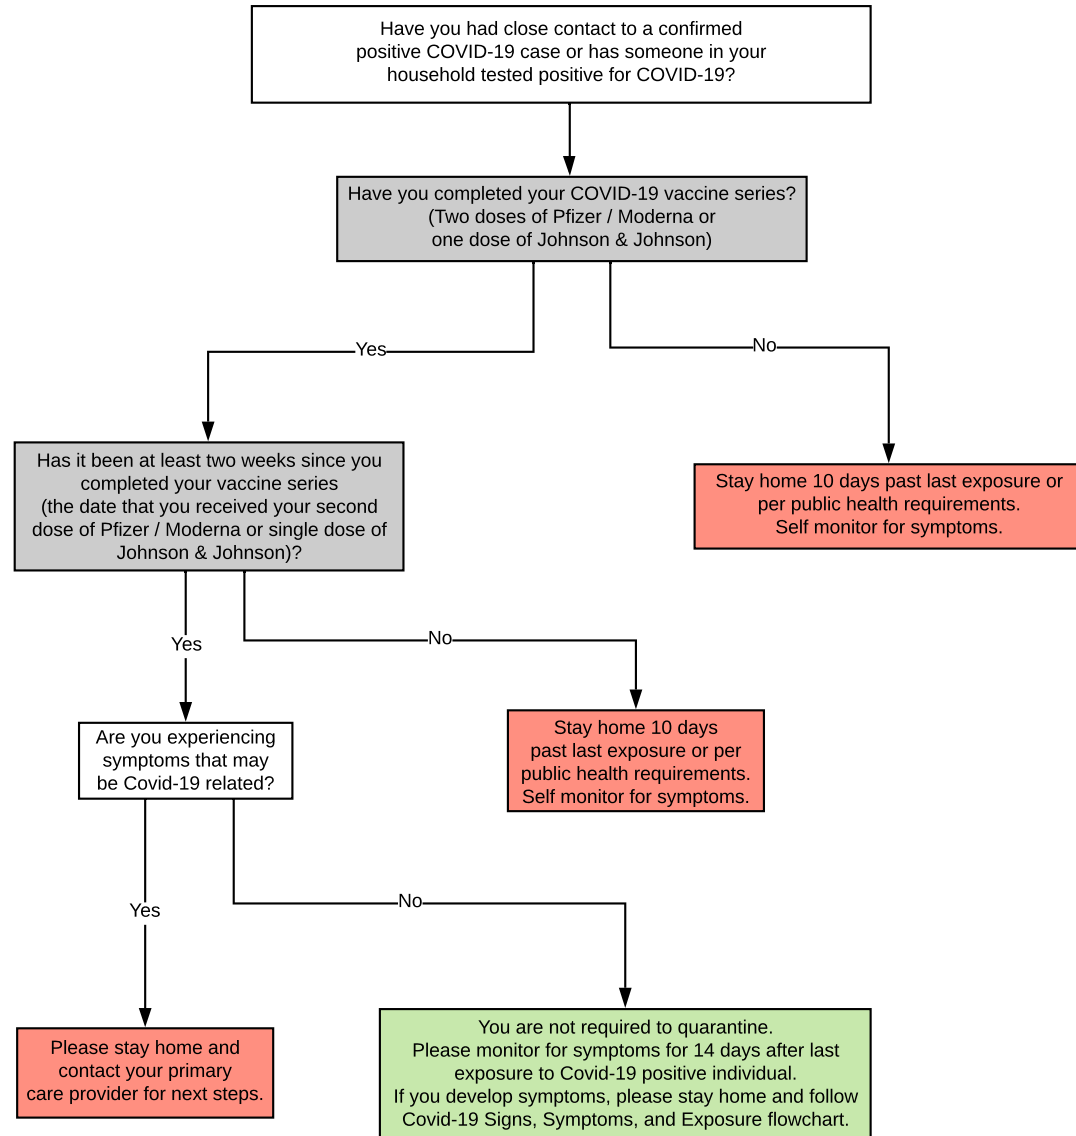 Have you had close contact to a confirmed
positive COVID-19 case or has someone in your
household tested positive for COVID-19?
Have you completed your COVID-19 vaccine series?
(Two doses of Pfizer / Moderna or
one dose of Johnson & Johnson)
Yes
No
Has it been at least two weeks since you
completed your vaccine series
(the date that you received your second
dose of Pfizer / Moderna or single dose of
Johnson & Johnson)?
Stay home 10 days past last exposure or
per public health requirements.
Self monitor for symptoms.
Yes
No
Are you experiencing
symptoms that may
be Covid-19 related?
Stay home 10 days
past last exposure or per
public health requirements.
Self monitor for symptoms.
Yes
No
Please stay home and
contact your primary
care provider for next steps.
You are not required to quarantine.
Please monitor for symptoms for 14 days after last
exposure to Covid-19 positive individual.
If you develop symptoms, please stay home and follow
Covid-19 Signs, Symptoms, and Exposure flowchart.